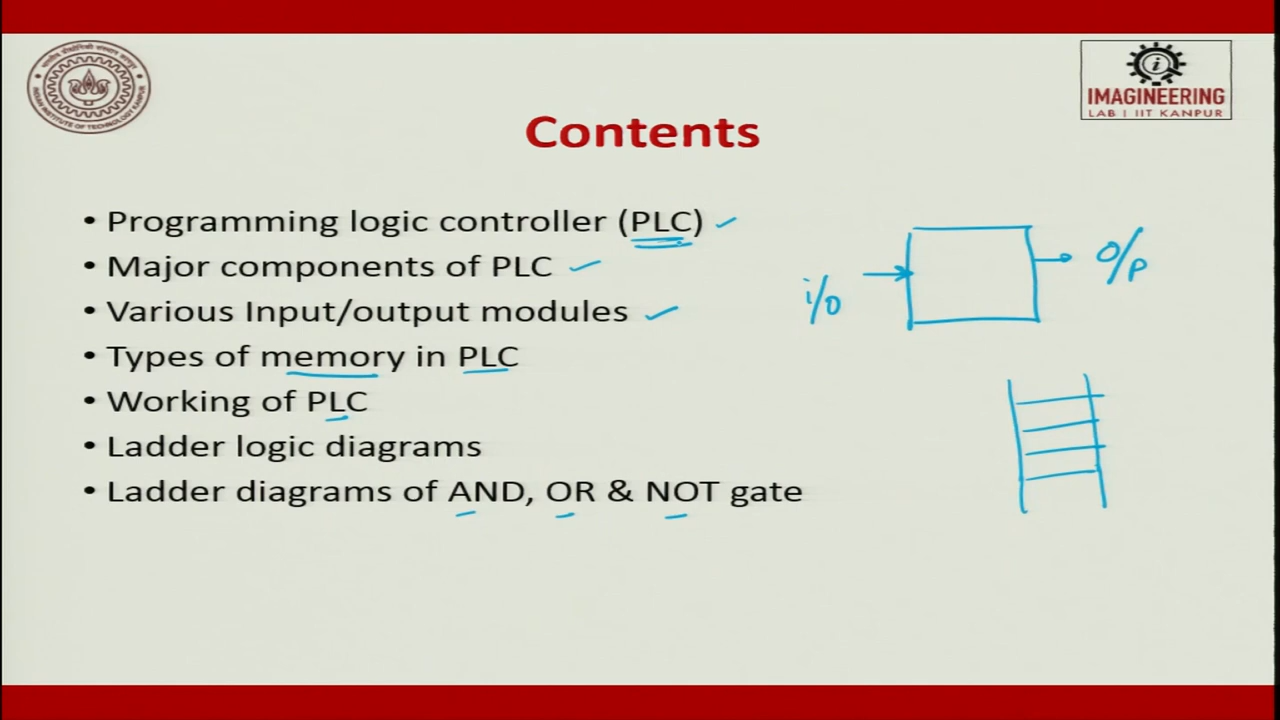 IMAGINEERING
LAB | IIT KANPUR
Contents
• Programming logic controller (PLC)
• Major components of PLC
• Various Input/output modules
• Types of memory in PLC
• Working of PLC
• Ladder logic diagrams
• Ladder diagrams of AND, OR & NOT gate
i/o
O/P